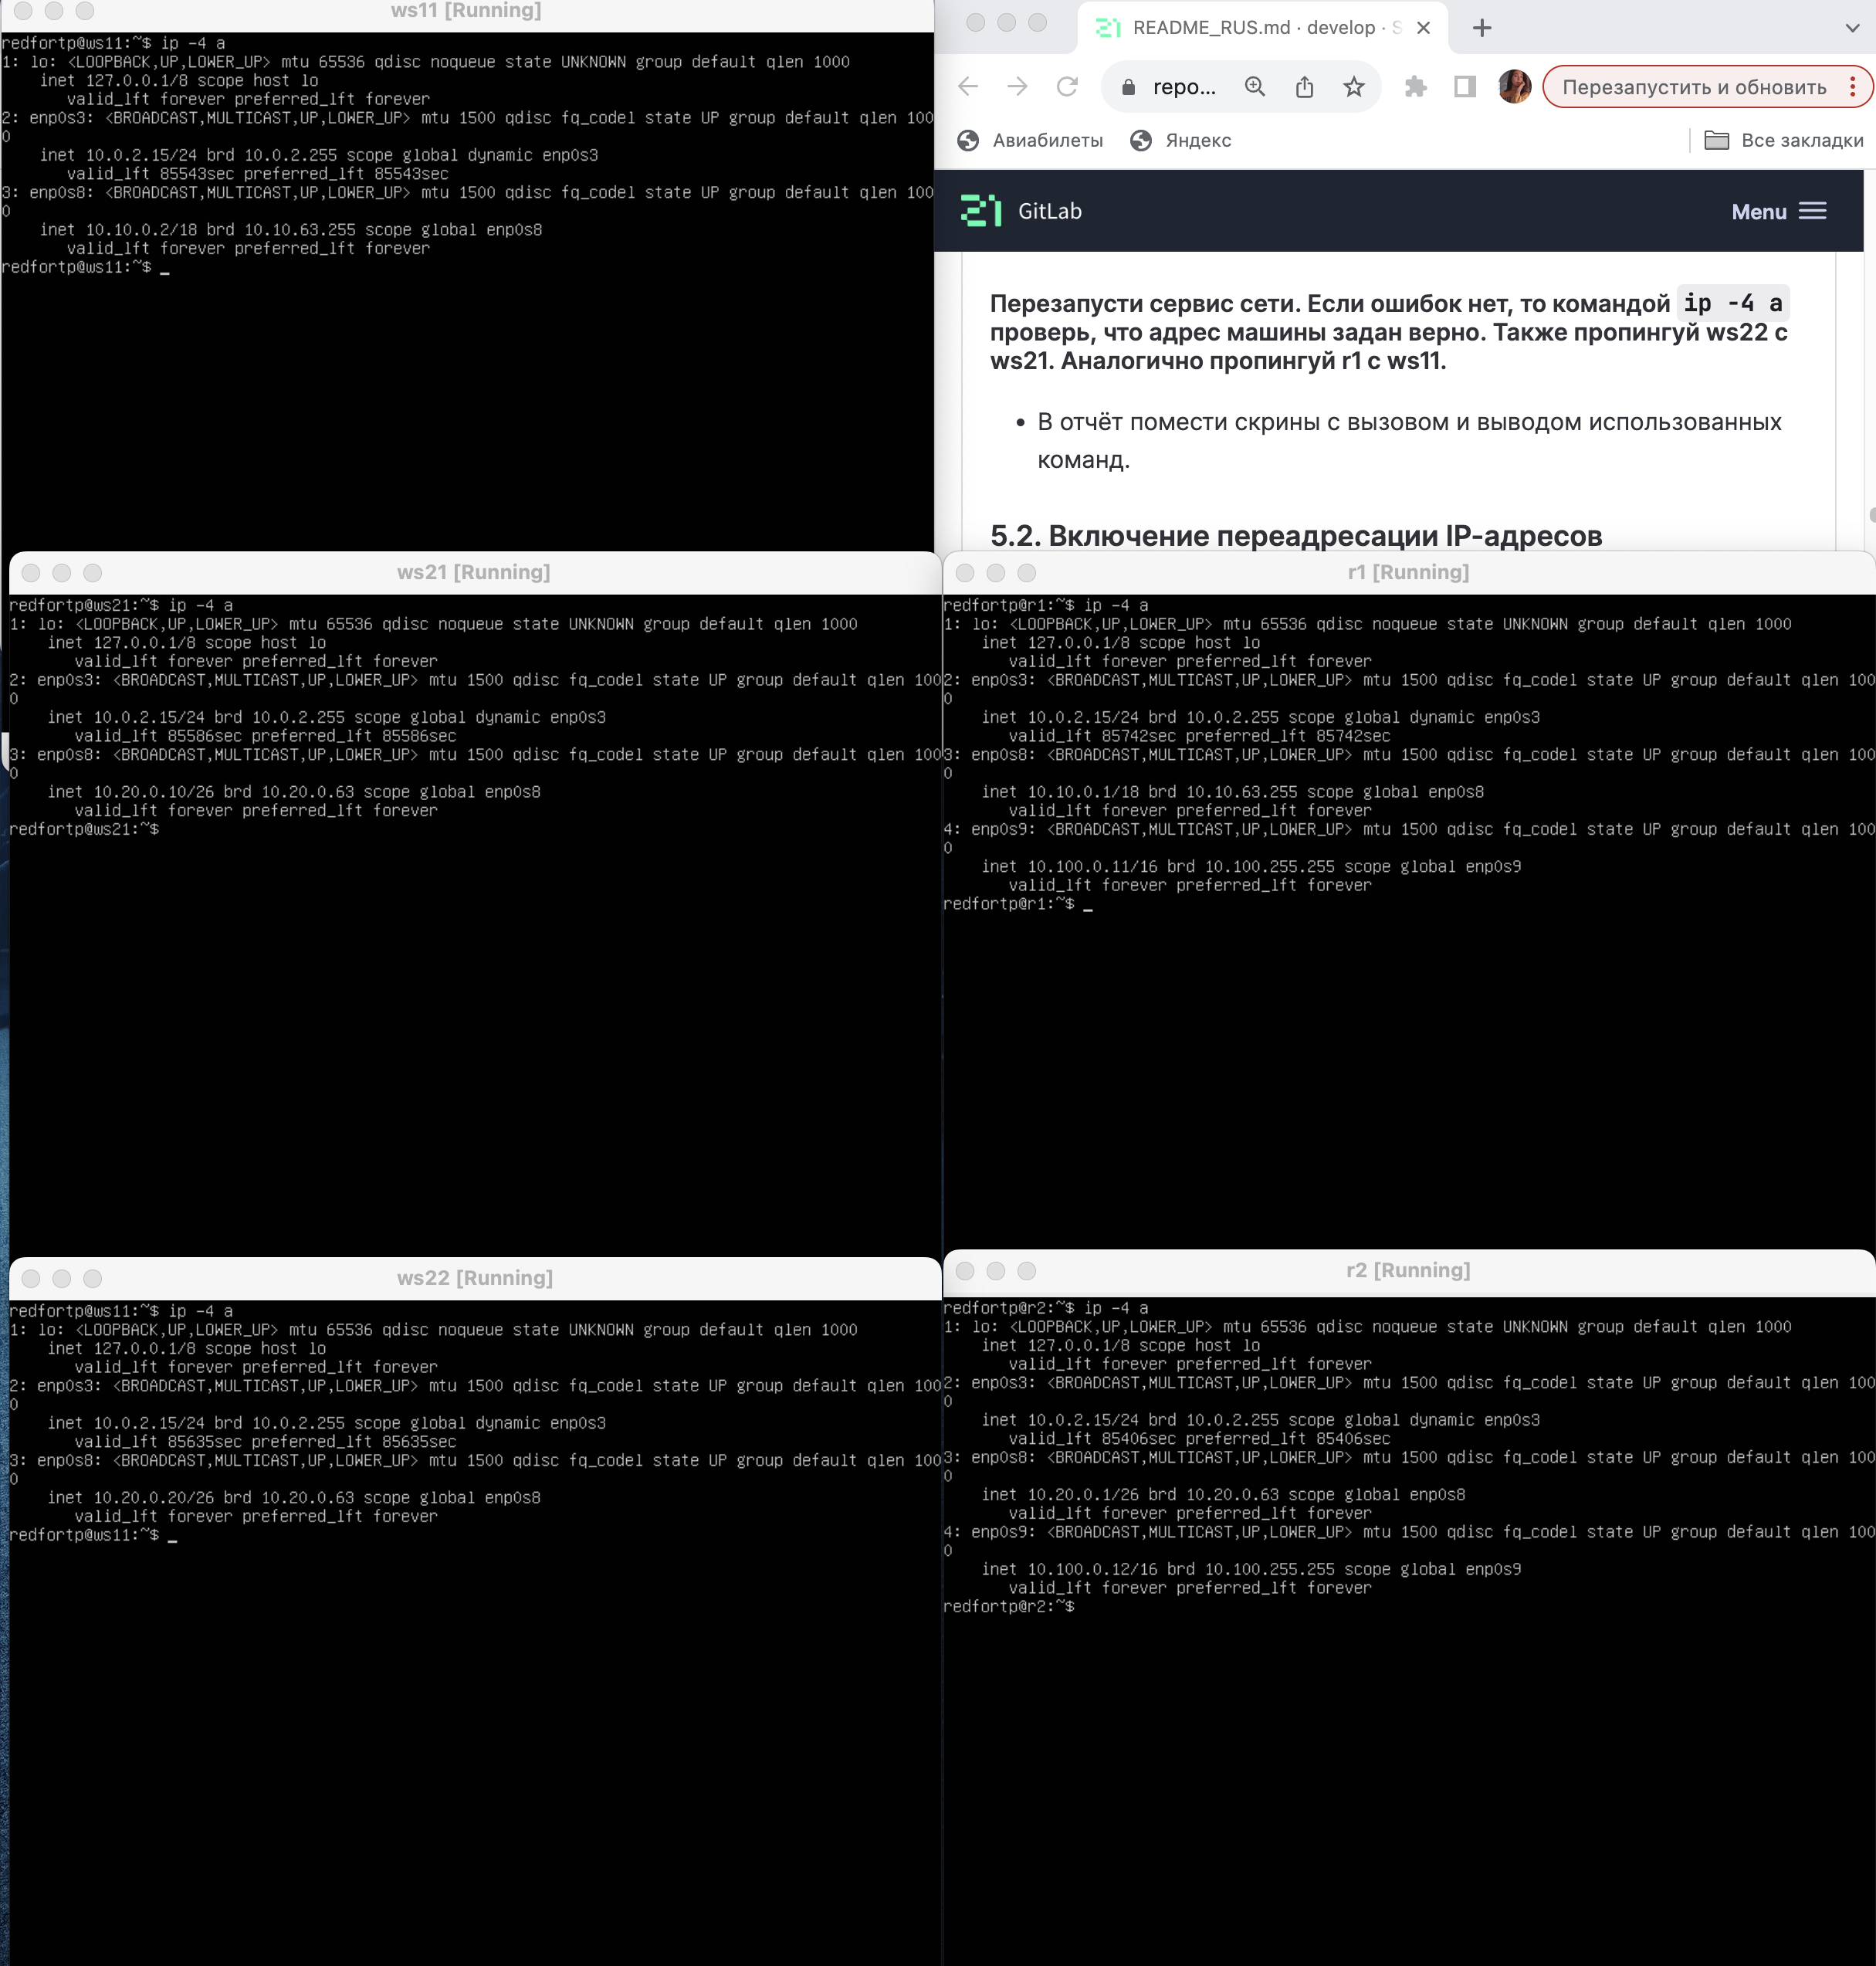 ws11 [Running]
redfortp@ws11:~$ ip -4 a
1: lo: <LOOPBACK,UP,LOWER_UP> mtu 65536 qdisc noqueue state UNKNOWN group default qlen 1000
inet 127.0.0.1/8 scope host lo
valid_lft forever preferred_lft forever
2: enp0s3: <BROADCAST,MULTICAST,UP,LOWER_UP> mtu 1500 qdisc fq_codel state UP group default qlen 100
0
inet 10.0.2.15/24 brd 10.0.2.255 scope global dynamic enp0s3
valid_lft 85543sec preferred_lft 85543sec
3: enp0s8: <BROADCAST,MULTICAST,UP,LOWER_UP> mtu 1500 qdisc fq_codel state UP group default qlen 100
0
inet 10.10.0.2/18 brd 10.10.63.255 scope global enp0s8
valid_lft forever preferred_lft forever
redfortp@ws11:~$ _
README_RUS.md · develop · S
repo...
Перезапустить и обновить
Авиабилеты
Яндекс
Все закладки
GitLab
Menu
Перезапусти сервис сети. Если ошибок нет, то командой ip -4 a
проверь, что адрес машины задан верно. Также пропингуй ws22 с
ws21. Аналогично пропингуй r1 с ws11.
• В отчёт помести скрины с вызовом и выводом использованных
команд.
5.2. Включение переадресации IP-адресов
ws21 [Running]
redfortp@ws21:~$ ip -4 a
1: lo: <LOOPBACK,UP,LOWER_UP> mtu 65536 qdisc noqueue state UNKNOWN group default qlen 1000
inet 127.0.0.1/8 scope host lo
valid_lft forever preferred_lft forever
2: enp0s3: <BROADCAST,MULTICAST,UP,LOWER_UP> mtu 1500 qdisc fq_codel state UP group default qlen 100
0
inet 10.0.2.15/24 brd 10.0.2.255 scope global dynamic enp0s3
valid_lft 85586sec preferred_lft 85586sec
3: enp0s8: <BROADCAST,MULTICAST,UP,LOWER_UP> mtu 1500 qdisc fq_codel state UP group default qlen 100
0
inet 10.20.0.10/26 brd 10.20.0.63 scope global enp0s8
valid_lft forever preferred_lft forever
redfortp@ws21:~$
r1 [Running]
redfortp@r1:~$ ip -4 a
1: lo: <LOOPBACK,UP,LOWER_UP> mtu 65536 qdisc noqueue state UNKNOWN group default qlen 1000
inet 127.0.0.1/8 scope host lo
valid_lft forever preferred_lft forever
2: enp0s3: <BROADCAST,MULTICAST,UP,LOWER_UP> mtu 1500 qdisc fq_codel state UP group default qlen 100
0
inet 10.0.2.15/24 brd 10.0.2.255 scope global dynamic enp0s3
valid_lft 85742sec preferred_lft 85742sec
3: enp0s8: <BROADCAST,MULTICAST,UP,LOWER_UP> mtu 1500 qdisc fq_codel state UP group default qlen 100
0
inet 10.10.0.1/18 brd 10.10.63.255 scope global enp0s8
valid_lft forever preferred_lft forever
4: enp0s9: <BROADCAST,MULTICAST,UP,LOWER_UP> mtu 1500 qdisc fq_codel state UP group default qlen 100
0
inet 10.100.0.11/16 brd 10.100.255.255 scope global enp0s9
valid_lft forever preferred_lft forever
redfortp@r1:~$ _
ws22 [Running]
redfortp@ws11:~$ ip -4 a
1: lo: <LOOPBACK,UP,LOWER_UP> mtu 65536 qdisc noqueue state UNKNOWN group default qlen 1000
inet 127.0.0.1/8 scope host lo
valid_lft forever preferred_lft forever
2: enp0s3: <BROADCAST,MULTICAST,UP,LOWER_UP> mtu 1500 qdisc fq_codel state UP group default qlen 100
0
inet 10.0.2.15/24 brd 10.0.2.255 scope global dynamic enp0s3
valid_lft 85635sec preferred_lft 85635sec
3: enp0s8: <BROADCAST,MULTICAST,UP,LOWER_UP> mtu 1500 qdisc fq_codel state UP group default qlen 100
0
inet 10.20.0.20/26 brd 10.20.0.63 scope global enp0s8
valid_lft forever preferred_lft forever
redfortp@ws11:~$ _
r2 [Running]
redfortp@r2:~$ ip -4 a
1: lo: <LOOPBACK,UP,LOWER_UP> mtu 65536 qdisc noqueue state UNKNOWN group default qlen 1000
inet 127.0.0.1/8 scope host lo
valid_lft forever preferred_lft forever
2: enp0s3: <BROADCAST,MULTICAST,UP,LOWER_UP> mtu 1500 qdisc fq_codel state UP group default qlen 100
0
inet 10.0.2.15/24 brd 10.0.2.255 scope global dynamic enp0s3
valid_lft 85406sec preferred_lft 85406sec
3: enp0s8: <BROADCAST,MULTICAST,UP,LOWER_UP> mtu 1500 qdisc fq_codel state UP group default qlen 100
0
inet 10.20.0.1/26 brd 10.20.0.63 scope global enp0s8
valid_lft forever preferred_lft forever
4: enp0s9: <BROADCAST,MULTICAST,UP,LOWER_UP> mtu 1500 qdisc fq_codel state UP group default qlen 100
0
inet 10.100.0.12/16 brd 10.100.255.255 scope global enp0s9
valid_lft forever preferred_lft forever
redfortp@r2:~$